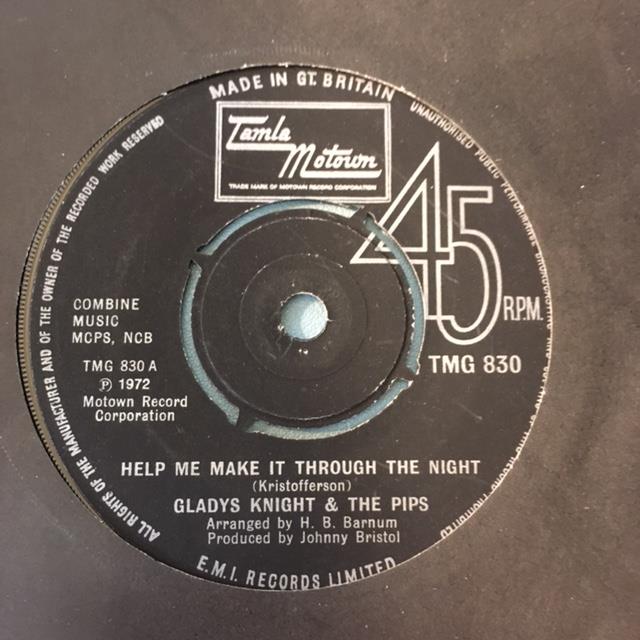 MADE IN GT. BRITAIN
UNAUTHORISED PUBLIC PERFORMANCE
Tamla
Motown
TRADE MARK OF MOTOWN RECORD CORPORATION
45
R.P.M.
TMG 830
COMBINE
MUSIC
MCPS, NCB
TMG 830 A
Ⓟ 1972
Motown Record
Corporation
HELP ME MAKE IT THROUGH THE NIGHT
(Kristofferson)
GLADYS KNIGHT & THE PIPS
Arranged by H. B. Barnum
Produced by Johnny Bristol
E.M.I. RECORDS LIMITED
ALL RIGHTS OF THE MANUFACTURER AND OF THE OWNER OF THE RECORDED WORK RESERVED